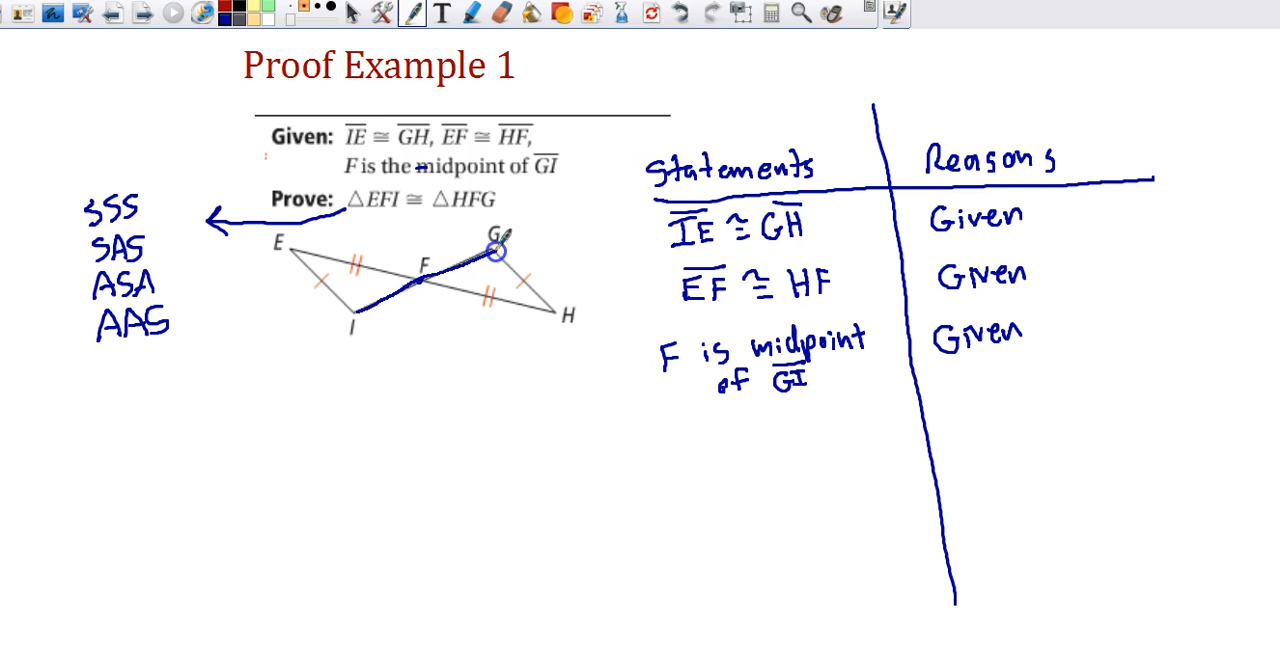 Proof Example 1
Given: IE ≅ GH, EF ≅ HF,
F is the midpoint of GI
Prove: △EFI ≅ △HFG
SSS
SAS
ASA
AAS
E
F
G
I
H
Statements Reasons
IE ≅ GH Given
EF ≅ HF Given
F is midpoint Given
of GI